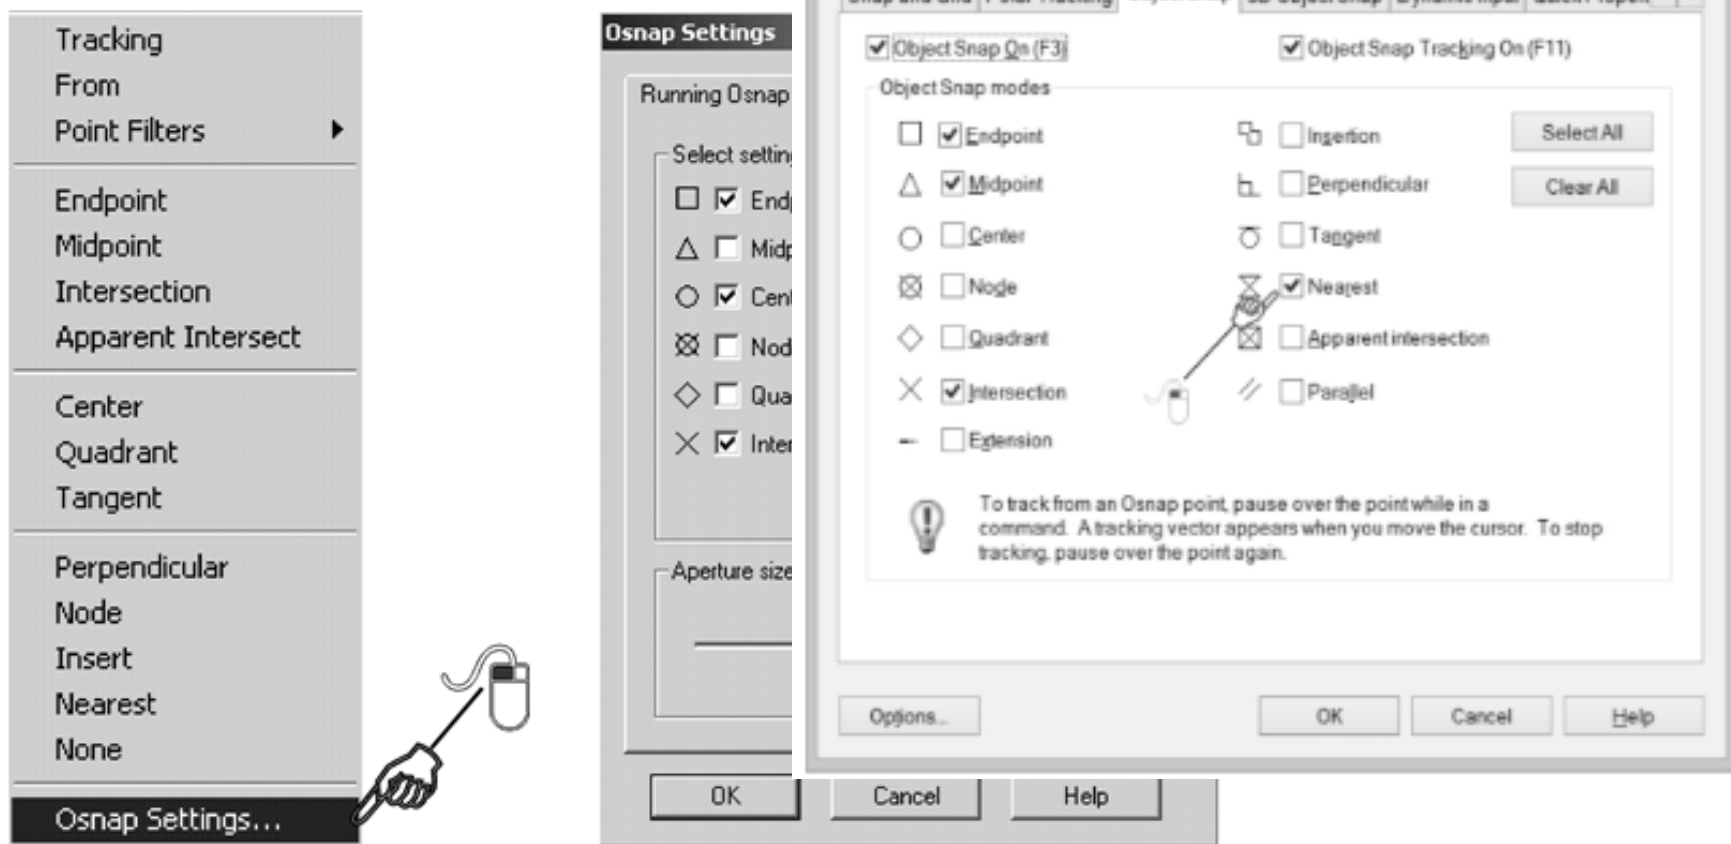 Tracking
From
Point Filters
Endpoint
Midpoint
Intersection
Apparent Intersect
Center
Quadrant
Tangent
Perpendicular
Node
Insert
Nearest
None
Osnap Settings...
Osnap Settings
Running Osnap
Select settin
End
Mid
Cen
Nod
Qua
Inter
Aperture size
OK
Cancel
Help
Object Snap On (F3)
Object Snap Tracking On (F11)
Object Snap modes
Endpoint
Midpoint
Center
Node
Quadrant
Intersection
Extension
Insertion
Perpendicular
Tangent
Nearest
Apparent intersection
Parallel
Select All
Clear All
To track from an Osnap point, pause over the point while in a
command. A tracking vector appears when you move the cursor. To stop
tracking, pause over the point again.
Options...
OK
Cancel
Help